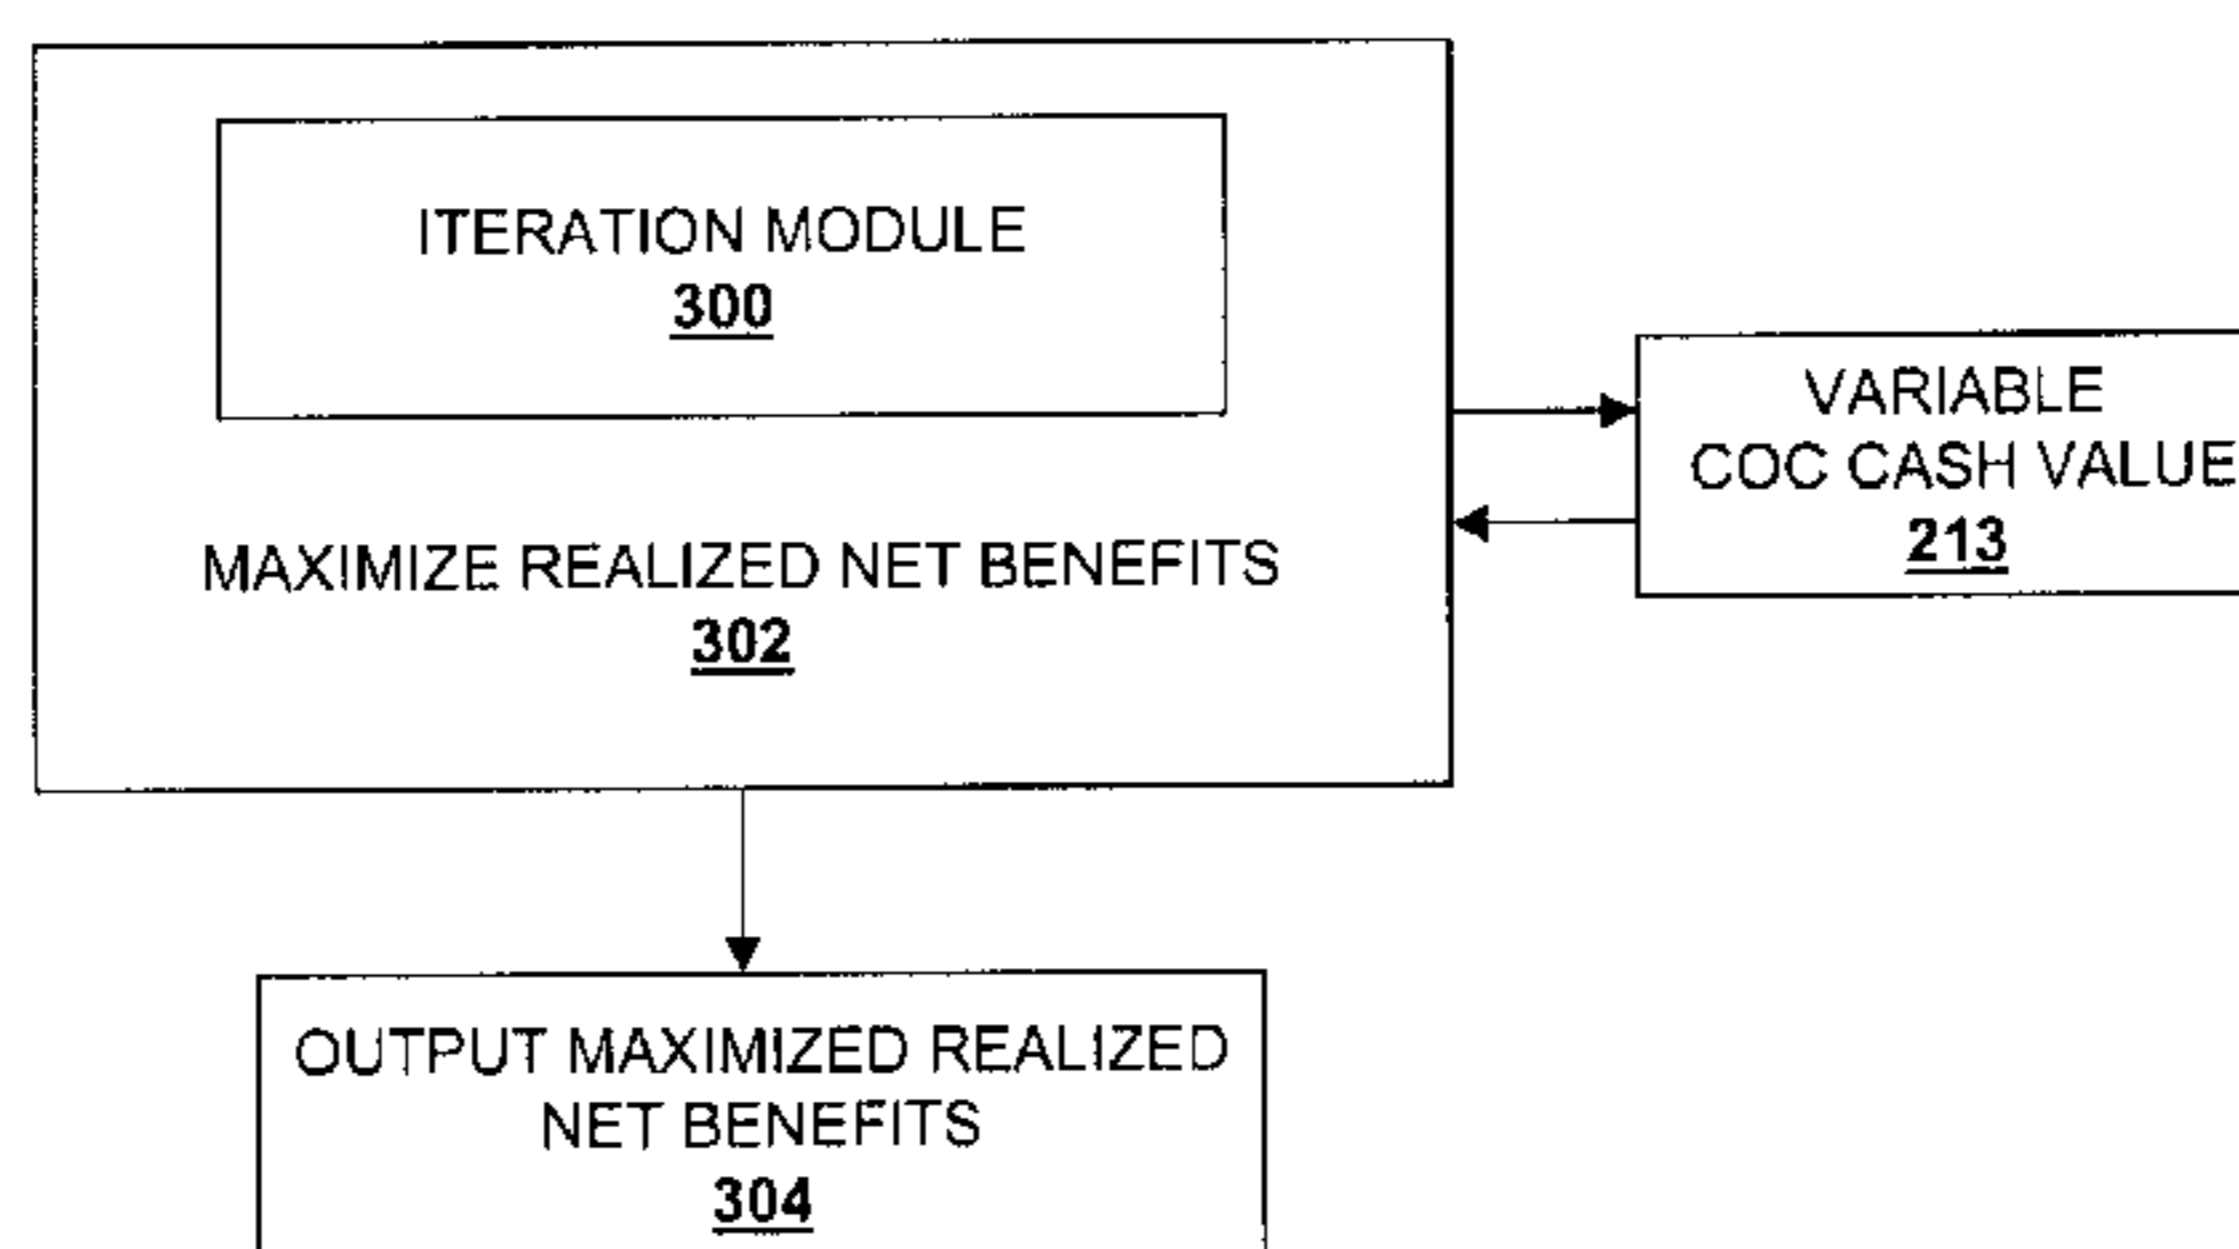 ITERATION MODULE
300
MAXIMIZE REALIZED NET BENEFITS
302
VARIABLE
COC CASH VALUE
213
OUTPUT MAXIMIZED REALIZED
NET BENEFITS
304